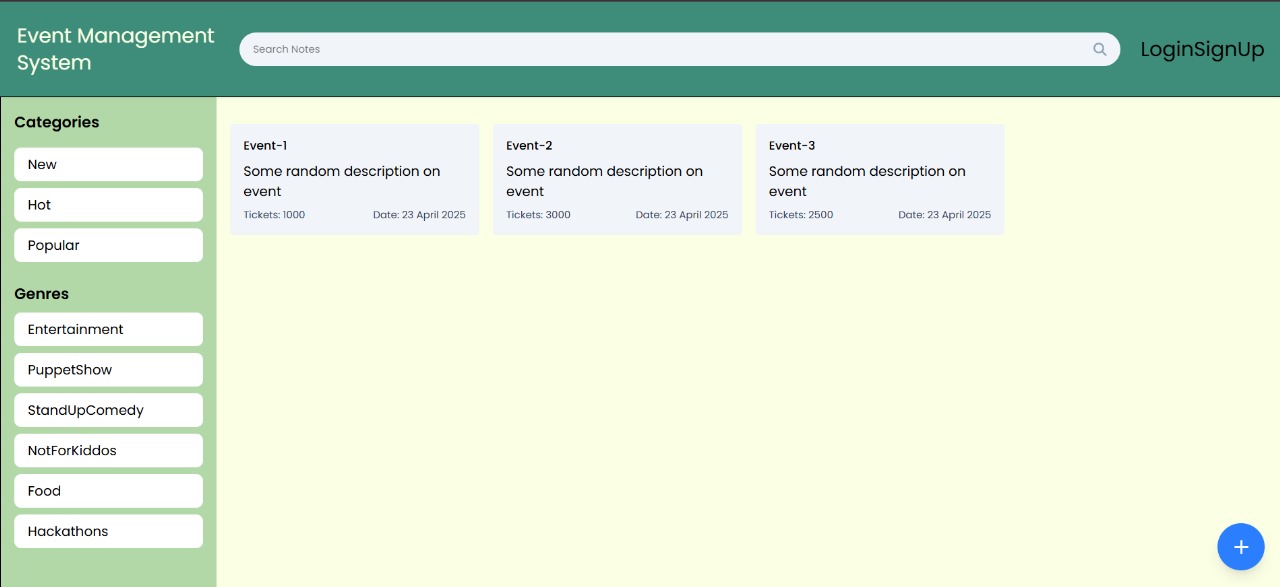 Event Management
System
Search Notes
LoginSignUp
Categories
New
Hot
Popular
Genres
Entertainment
PuppetShow
StandUpComedy
NotForKiddos
Food
Hackathons
Event-1
Some random description on
event
Tickets: 1000 Date: 23 April 2025
Event-2
Some random description on
event
Tickets: 3000 Date: 23 April 2025
Event-3
Some random description on
event
Tickets: 2500 Date: 23 April 2025
+